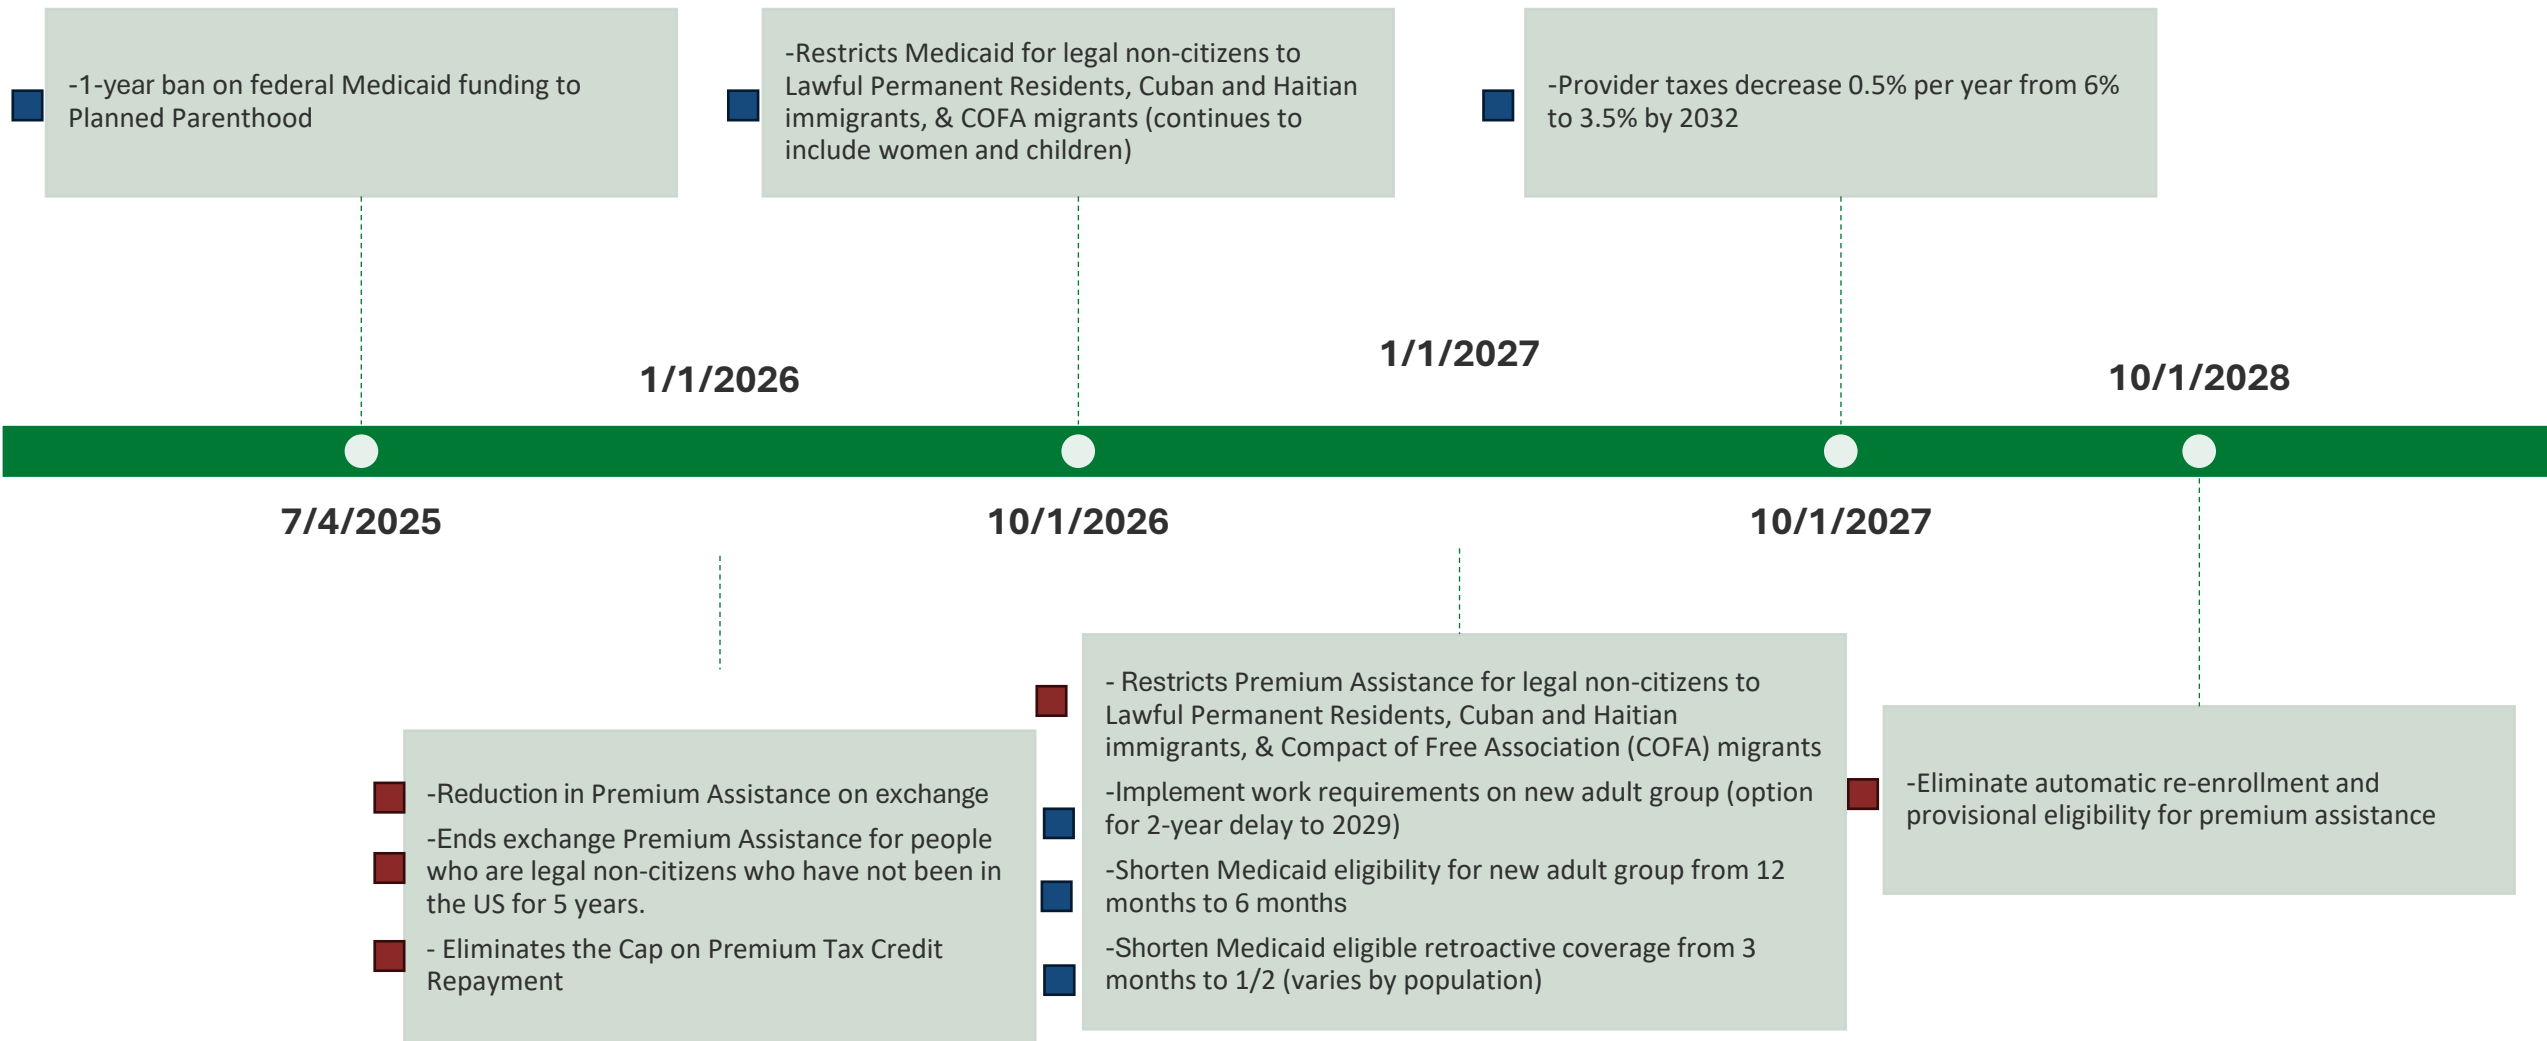 -1-year ban on federal Medicaid funding to
Planned Parenthood
-Restricts Medicaid for legal non-citizens to
Lawful Permanent Residents, Cuban and Haitian
immigrants, & COFA migrants (continues to
include women and children)
-Provider taxes decrease 0.5% per year from 6%
to 3.5% by 2032
1/1/2026
1/1/2027
10/1/2028
7/4/2025
10/1/2026
10/1/2027
-Reduction in Premium Assistance on exchange
-Ends exchange Premium Assistance for people
who are legal non-citizens who have not been in
the US for 5 years.
- Eliminates the Cap on Premium Tax Credit
Repayment
- Restricts Premium Assistance for legal non-citizens to
Lawful Permanent Residents, Cuban and Haitian
immigrants, & Compact of Free Association (COFA) migrants
-Implement work requirements on new adult group (option
for 2-year delay to 2029)
-Shorten Medicaid eligibility for new adult group from 12
months to 6 months
-Shorten Medicaid eligible retroactive coverage from 3
months to 1/2 (varies by population)
-Eliminate automatic re-enrollment and
provisional eligibility for premium assistance